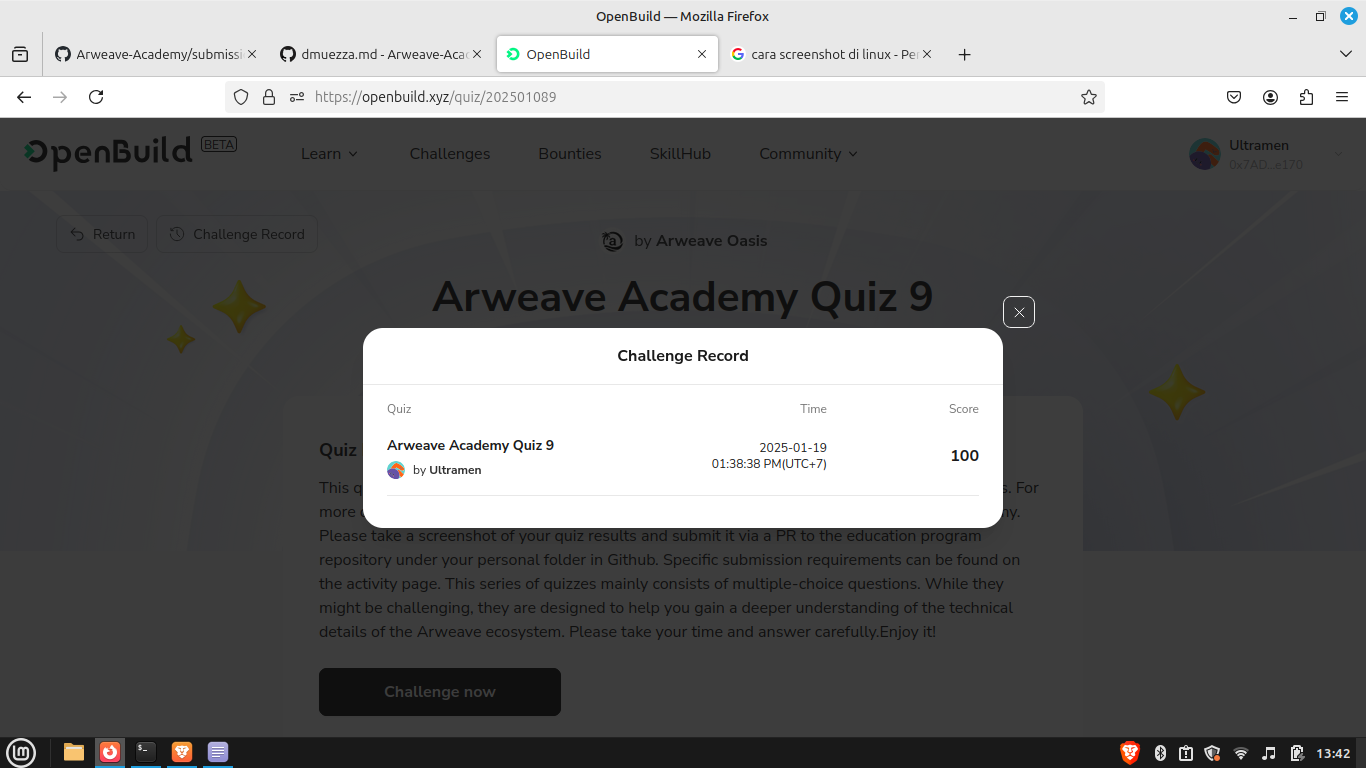 OpenBuild — Mozilla Firefox
Arweave-Academy/submissi
dmuezza.md - Arweave-Aca
OpenBuild
cara screenshot di linux - Pe
https://openbuild.xyz/quiz/202501089
OpenBuild BETA
Learn
Challenges
Bounties
SkillHub
Community
Ultramen
0x7AD...e170
Return
Challenge Record
by Arweave Oasis
Arweave Academy Quiz 9
Challenge Record
Quiz
Time
Score
Arweave Academy Quiz 9
by Ultramen
2025-01-19
01:38:38 PM(UTC+7)
100
Quiz
This q
s. For
more
ny.
Please take a screenshot of your quiz results and submit it via a PR to the education program
repository under your personal folder in Github. Specific submission requirements can be found on
the activity page. This series of quizzes mainly consists of multiple-choice questions. While they
might be challenging, they are designed to help you gain a deeper understanding of the technical
details of the Arweave ecosystem. Please take your time and answer carefully.Enjoy it!
Challenge now
13:42